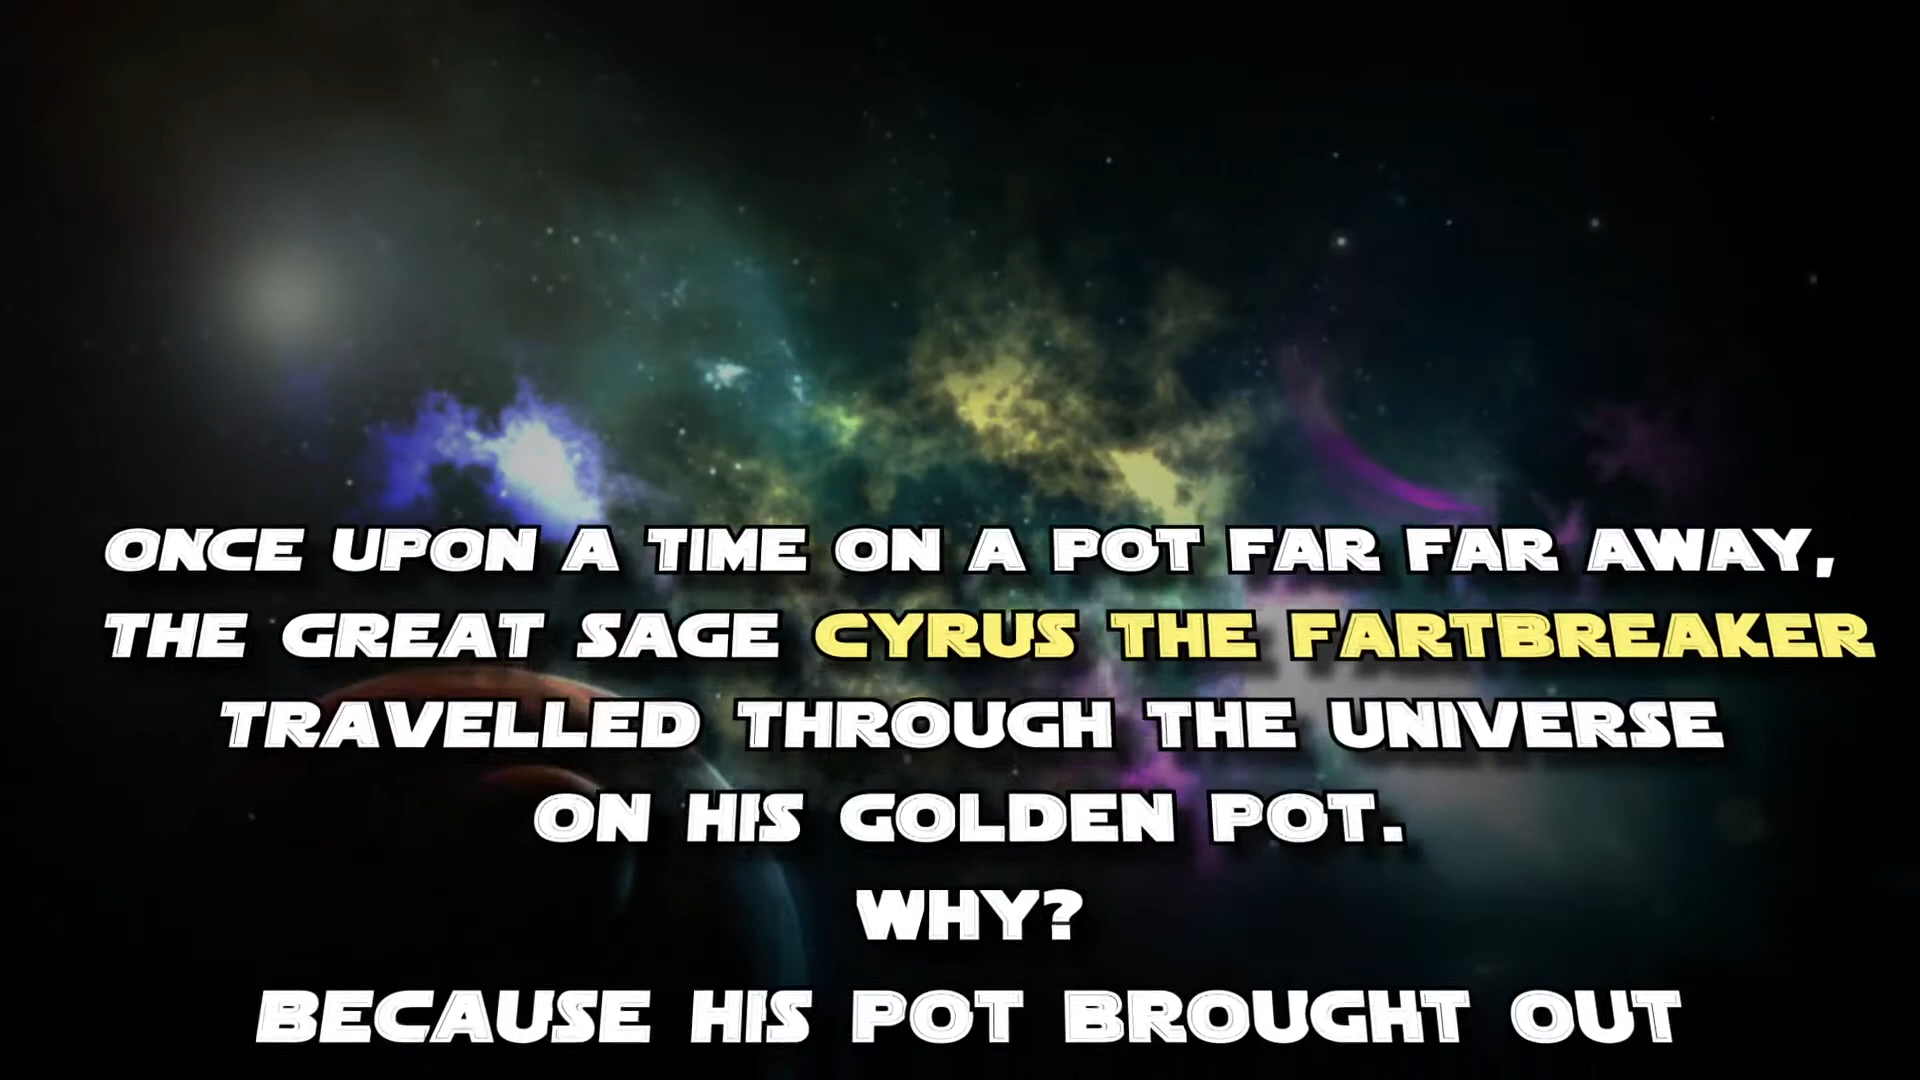 ONCE UPON A TIME ON A POT FAR FAR AWAY,
THE GREAT SAGE CYRUS THE FARTBREAKER
TRAVELLED THROUGH THE UNIVERSE
ON HIS GOLDEN POT.
WHY?
BECAUSE HIS POT BROUGHT OUT